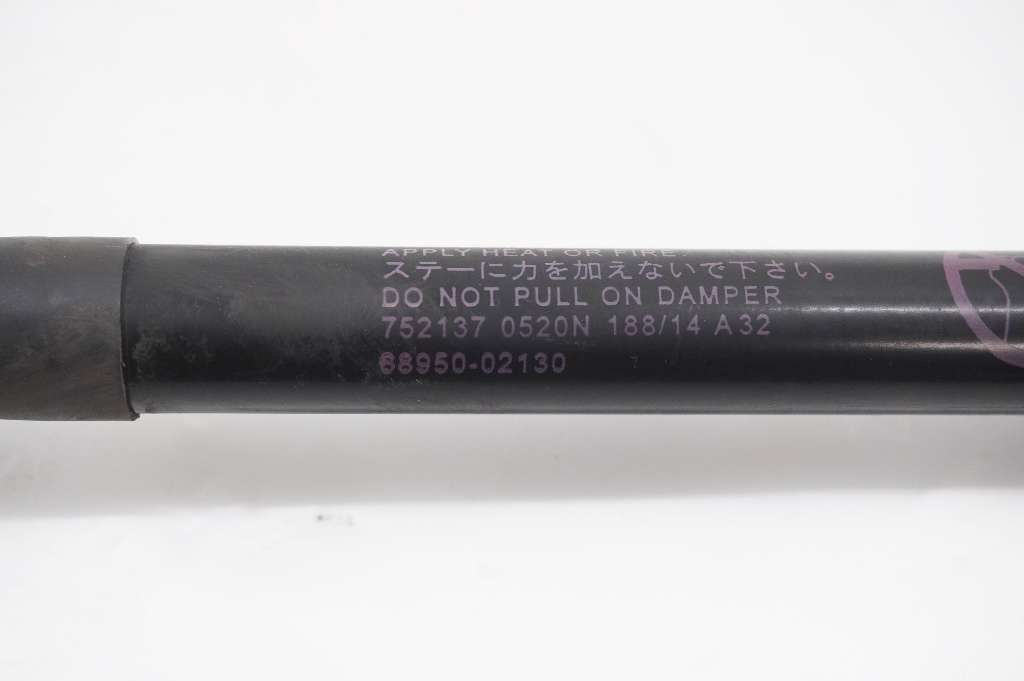 APPLY HEAT OR FIRE.
ステーに力を加えないで下さい。
DO NOT PULL ON DAMPER
752137 0520N 188/14 A32
68950-02130